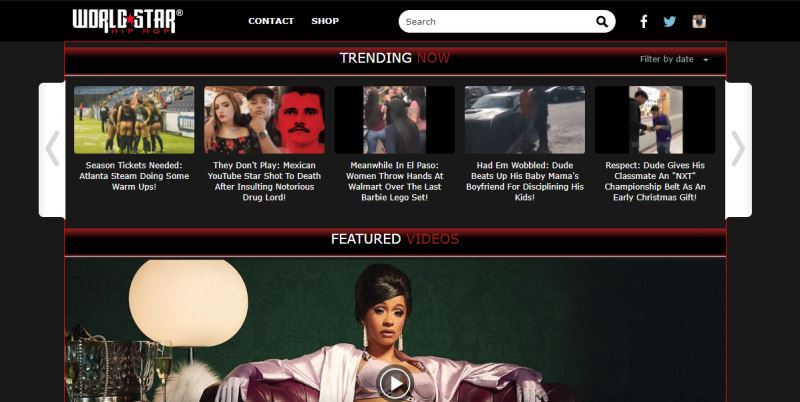 WORLD★STAR®
HIP HOP
CONTACT
SHOP
Search
TRENDING NOW
Filter by date
Season Tickets Needed:
Atlanta Steam Doing Some
Warm Ups!
They Don't Play: Mexican
YouTube Star Shot To Death
After Insulting Notorious
Drug Lord!
Meanwhile In El Paso:
Women Throw Hands At
Walmart Over The Last
Barbie Lego Set!
Had Em Wobbled: Dude
Beats Up His Baby Mama's
Boyfriend For Disciplining His
Kids!
Respect: Dude Gives His
Classmate An "NXT"
Championship Belt As An
Early Christmas Gift!
FEATURED VIDEOS